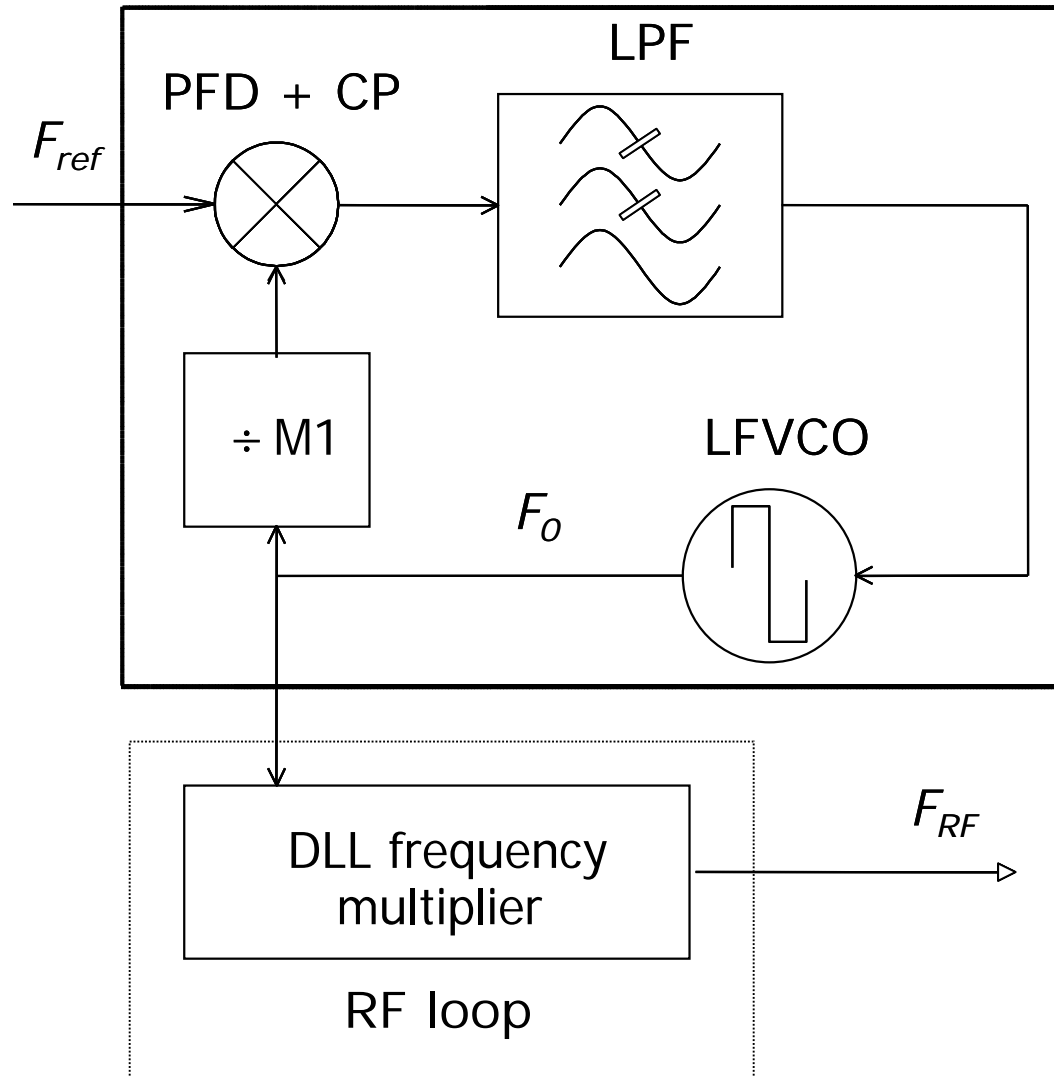 LPF
PFD + CP
F_ref
÷ M1
LFVCO
F_0
F_RF
DLL frequency
multiplier
RF loop